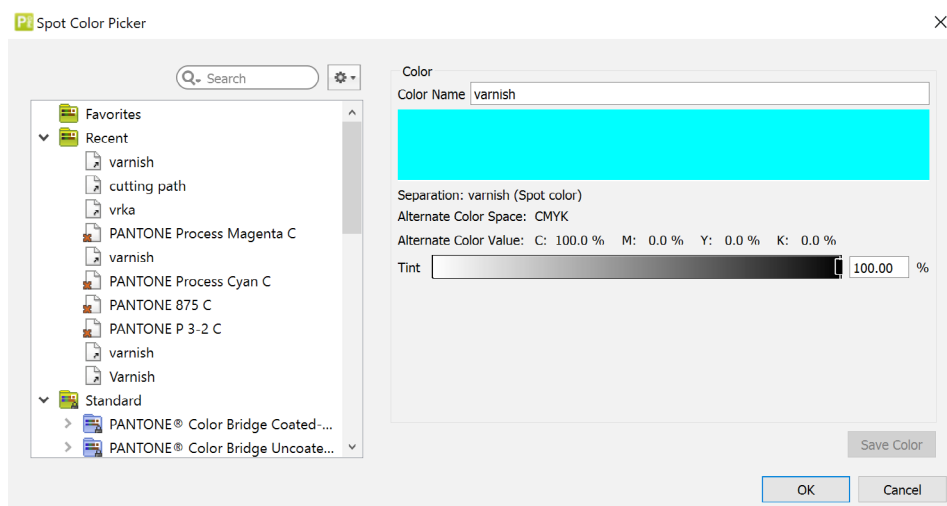 Spot Color Picker
Search
Favorites
Recent
varnish
cutting path
vrka
PANTONE Process Magenta C
varnish
PANTONE Process Cyan C
PANTONE 875 C
PANTONE P 3-2 C
varnish
Varnish
Standard
PANTONE® Color Bridge Coated-...
PANTONE® Color Bridge Uncoate...
Color
Color Name varnish
Separation: varnish (Spot color)
Alternate Color Space: CMYK
Alternate Color Value: C: 100.0 % M: 0.0 % Y: 0.0 % K: 0.0 %
Tint 100.00 %
Save Color
OK Cancel